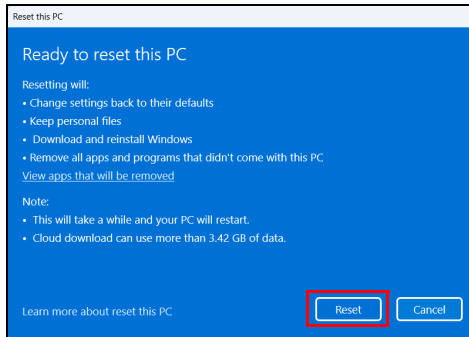 Reset this PC
Ready to reset this PC
Resetting will:
• Change settings back to their defaults
• Keep personal files
• Download and reinstall Windows
• Remove all apps and programs that didn't come with this PC
View apps that will be removed
Note:
• This will take a while and your PC will restart.
• Cloud download can use more than 3.42 GB of data.
Learn more about reset this PC
Reset
Cancel